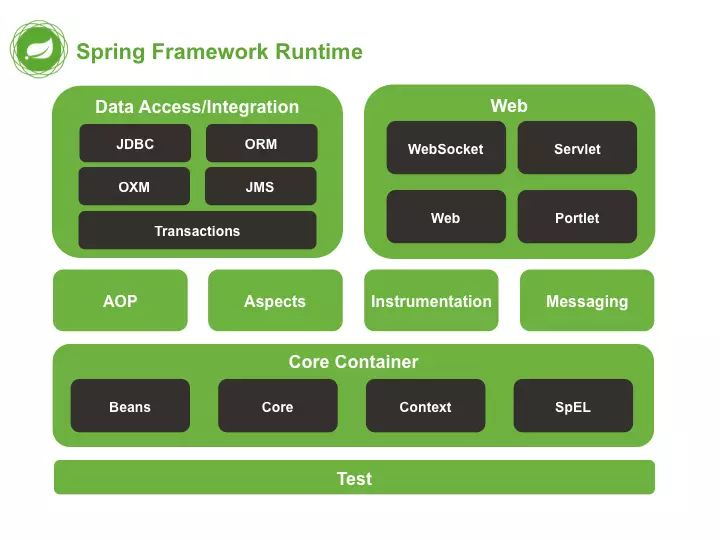 Spring Framework Runtime
Data Access/Integration
JDBC
ORM
OXM
JMS
Transactions
Web
WebSocket
Servlet
Web
Portlet
AOP
Aspects
Instrumentation
Messaging
Core Container
Beans
Core
Context
SpEL
Test